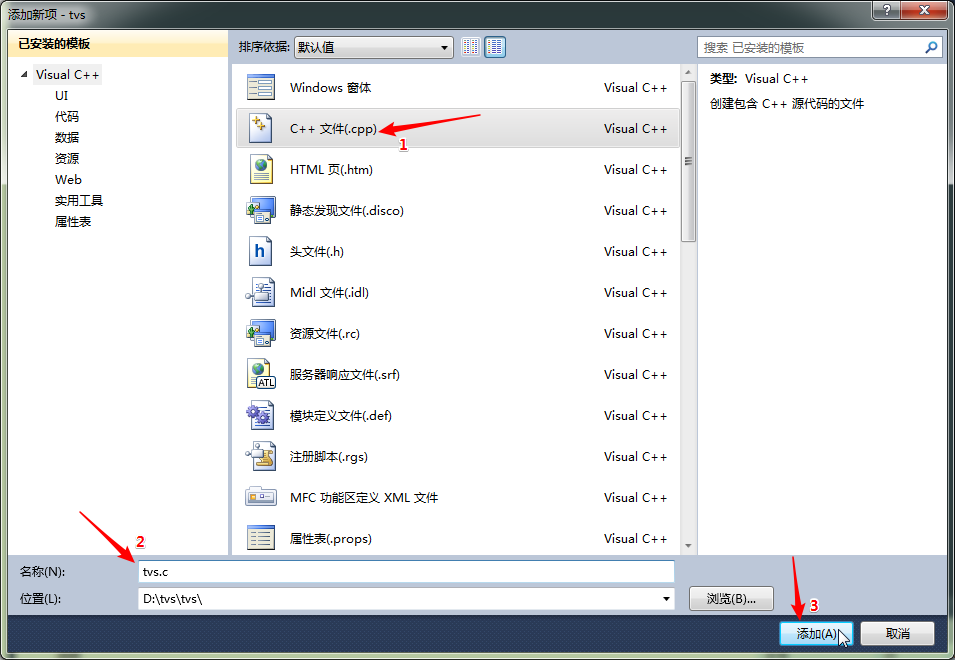 添加新项 - tvs
已安装的模板
排序依据: 默认值
搜索 已安装的模板
Visual C++
UI
代码
数据
资源
Web
实用工具
属性表
Windows 窗体 Visual C++
C++ 文件(.cpp) Visual C++
1
HTML 页(.htm) Visual C++
静态发现文件(.disco) Visual C++
头文件(.h) Visual C++
Midl 文件(.idl) Visual C++
资源文件(.rc) Visual C++
ATL
服务器响应文件(.srf) Visual C++
模块定义文件(.def) Visual C++
注册脚本(.rgs) Visual C++
MFC 功能区定义 XML 文件 Visual C++
属性表(.props) Visual C++
类型: Visual C++
创建包含 C++ 源代码的文件
2
名称(N): tvs.c
位置(L): D:\tvs\tvs\
浏览(B)...
3
添加(A)
取消